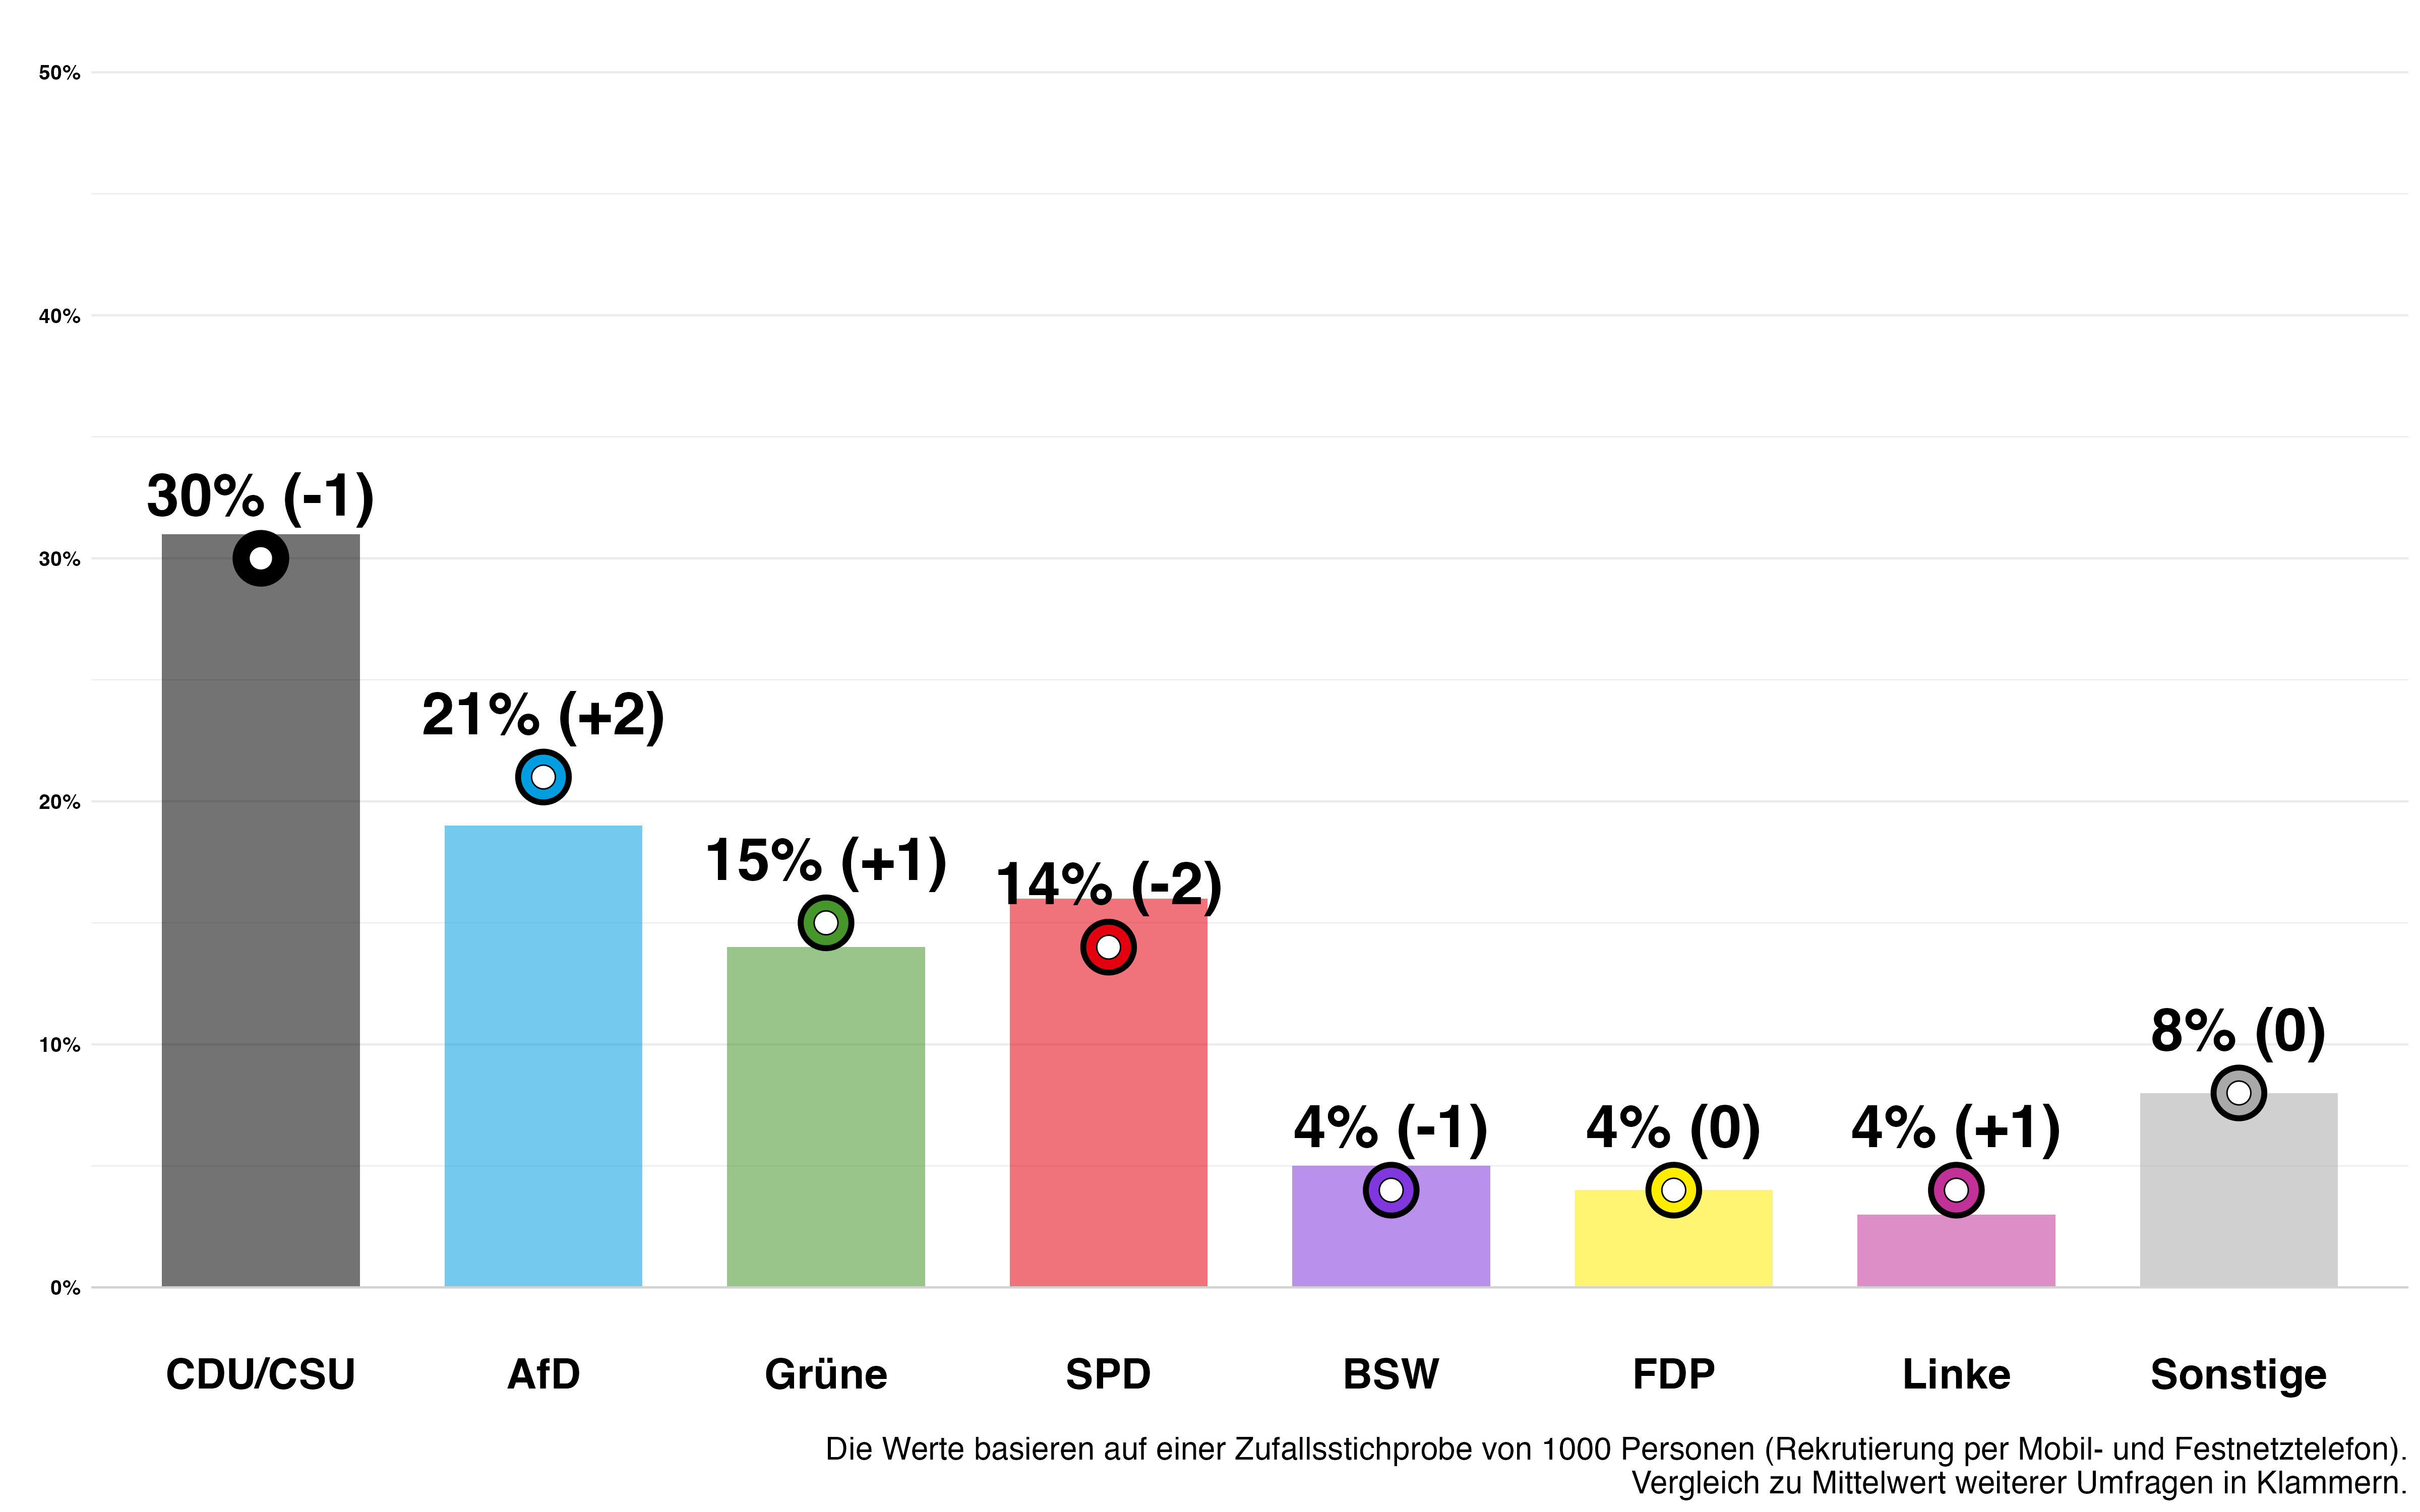 50%
40%
30%
20%
10%
0%
30% (-1)
21% (+2)
15% (+1)
14% (-2)
4% (-1)
4% (0)
4% (+1)
8% (0)
CDU/CSU
AfD
Grüne
SPD
BSW
FDP
Linke
Sonstige
Die Werte basieren auf einer Zufallsstichprobe von 1000 Personen (Rekrutierung per Mobil- und Festnetztelefon).
Vergleich zu Mittelwert weiterer Umfragen in Klammern.